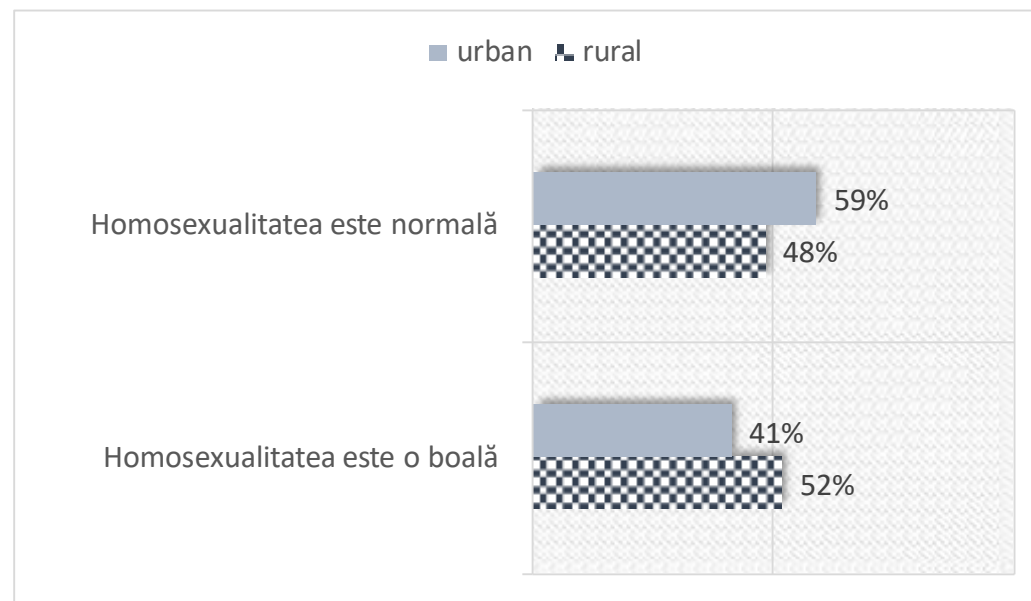 urban rural
Homosexualitatea este normală
59%
48%
Homosexualitatea este o boală
41%
52%